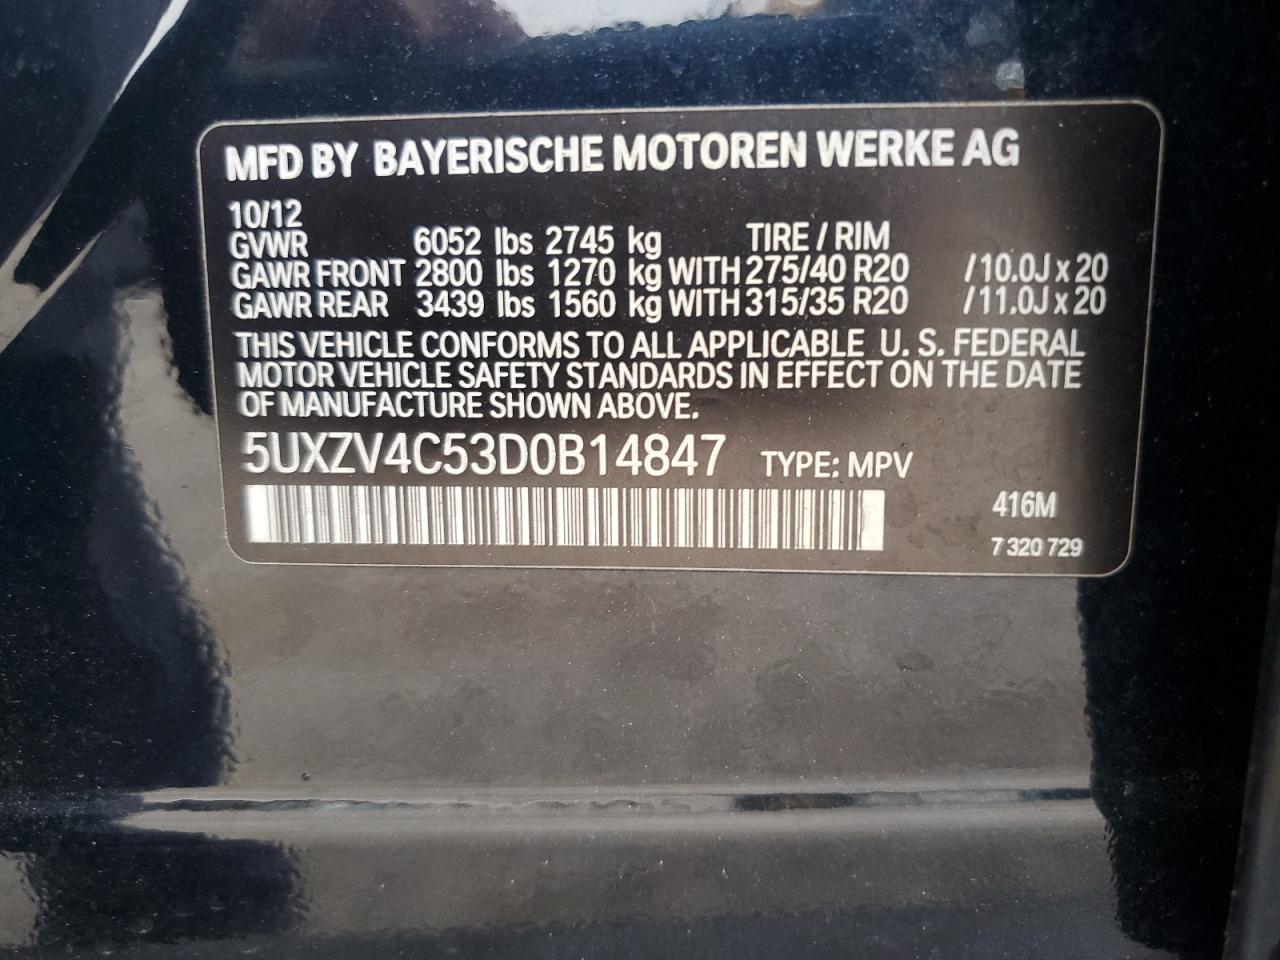 MFD BY BAYERISCHE MOTOREN WERKE AG
10/12
GVWR 6052 lbs 2745 kg TIRE / RIM
GAWR FRONT 2800 lbs 1270 kg WITH 275/40 R20 /10.0J x 20
GAWR REAR 3439 lbs 1560 kg WITH 315/35 R20 /11.0J x 20
THIS VEHICLE CONFORMS TO ALL APPLICABLE U. S. FEDERAL
MOTOR VEHICLE SAFETY STANDARDS IN EFFECT ON THE DATE
OF MANUFACTURE SHOWN ABOVE.
5UXZV4C53D0B14847 TYPE: MPV
416M
7 320 729